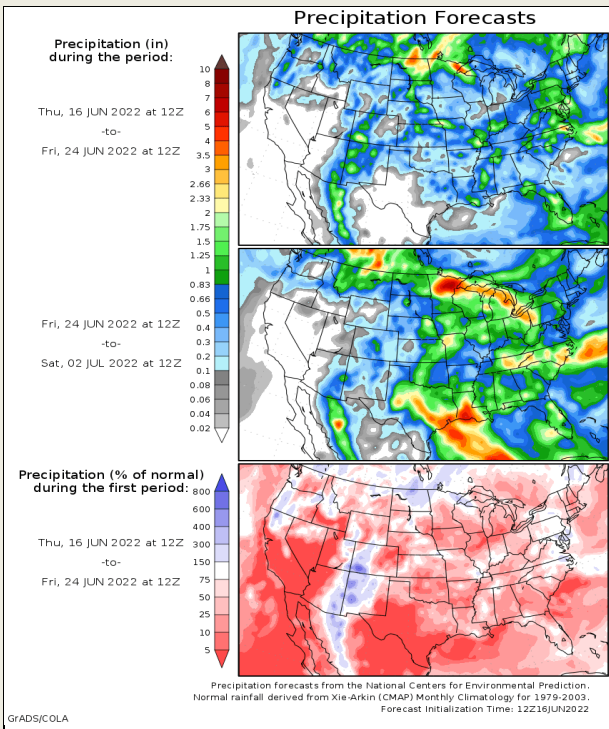 Precipitation Forecasts
Precipitation (in)
during the period:
Thu, 16 JUN 2022 at 12Z
-to-
Fri, 24 JUN 2022 at 12Z
10
8
7
6
5
4
3.5
3
2.66
2.33
2
1.75
1.5
1.25
1
0.83
0.66
0.5
0.4
0.3
0.2
0.1
0.08
0.06
0.04
0.02
Fri, 24 JUN 2022 at 12Z
-to-
Sat, 02 JUL 2022 at 12Z
Precipitation (% of normal)
during the first period:
Thu, 16 JUN 2022 at 12Z
-to-
Fri, 24 JUN 2022 at 12Z
800
600
400
300
150
75
50
25
10
5
Precipitation forecasts from the National Centers for Environmental Prediction.
Normal rainfall derived from Xie-Arkin (CMAP) Monthly Climatology for 1979-2003.
Forecast Initialization Time: 12Z16JUN2022
GrADS/COLA